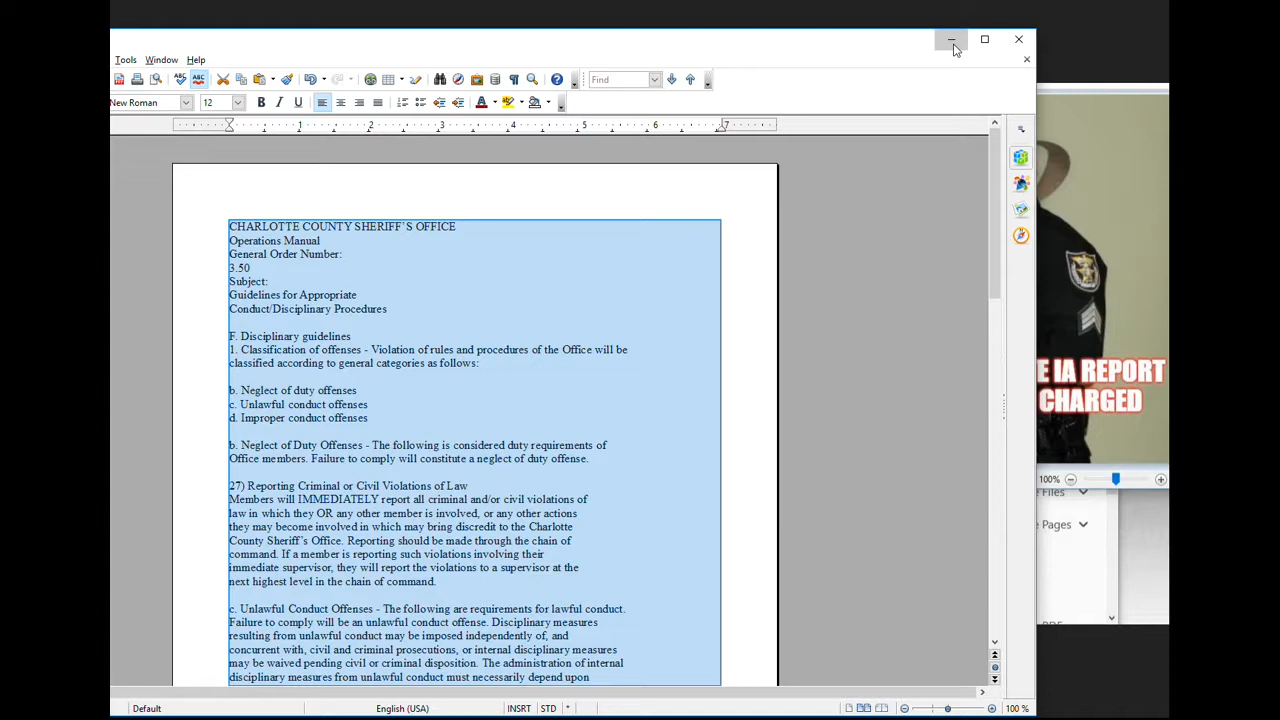 Tools Window Help
Find
New Roman 12
1 2 3 4 5 6 7
CHARLOTTE COUNTY SHERIFF'S OFFICE
Operations Manual
General Order Number:
3.50
Subject:
Guidelines for Appropriate
Conduct/Disciplinary Procedures
F. Disciplinary guidelines
1. Classification of offenses - Violation of rules and procedures of the Office will be
classified according to general categories as follows:
b. Neglect of duty offenses
c. Unlawful conduct offenses
d. Improper conduct offenses
b. Neglect of Duty Offenses - The following is considered duty requirements of
Office members. Failure to comply will constitute a neglect of duty offense.
27) Reporting Criminal or Civil Violations of Law
Members will IMMEDIATELY report all criminal and/or civil violations of
law in which they OR any other member is involved, or any other actions
they may become involved in which may bring discredit to the Charlotte
County Sheriff's Office. Reporting should be made through the chain of
command. If a member is reporting such violations involving their
immediate supervisor, they will report the violations to a supervisor at the
next highest level in the chain of command.
c. Unlawful Conduct Offenses - The following are requirements for lawful conduct.
Failure to comply will be an unlawful conduct offense. Disciplinary measures
resulting from unlawful conduct may be imposed independently of, and
concurrent with, civil and criminal prosecutions, or internal disciplinary measures
may be waived pending civil or criminal disposition. The administration of internal
disciplinary measures from unlawful conduct must necessarily depend upon
E IA REPORT
CHARGED
100%
e Files
e Pages
Default English (USA) INSRT STD * 100 %